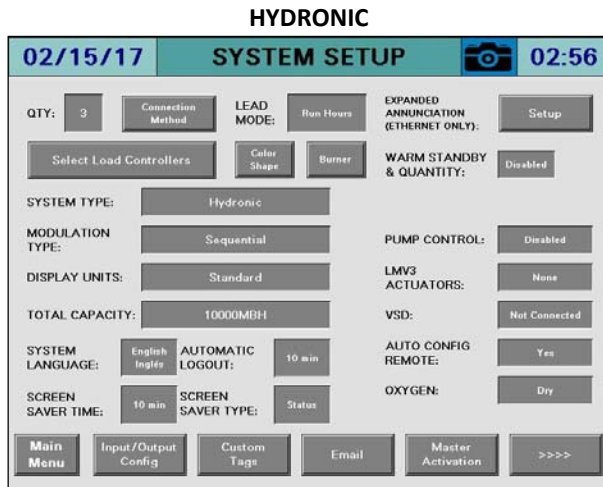 HYDRONIC
02/15/17 SYSTEM SETUP 02:56
QTY: 3 Connection Method LEAD MODE: Run Hours EXPANDED ANNUNCIATION (ETHERNET ONLY): Setup
Select Load Controllers Color Shape Burner WARM STANDBY & QUANTITY: Disabled
SYSTEM TYPE: Hydronic
MODULATION TYPE: Sequential PUMP CONTROL: Disabled
DISPLAY UNITS: Standard LMV3 ACTUATORS: None
TOTAL CAPACITY: 10000MBH VSD: Not Connected
SYSTEM LANGUAGE: English Inglés AUTOMATIC LOGOUT: 10 min AUTO CONFIG REMOTE: Yes
SCREEN SAVER TIME: 10 min SCREEN SAVER TYPE: Status OXYGEN: Dry
Main Menu Input/Output Config Custom Tags Email Master Activation >>>>